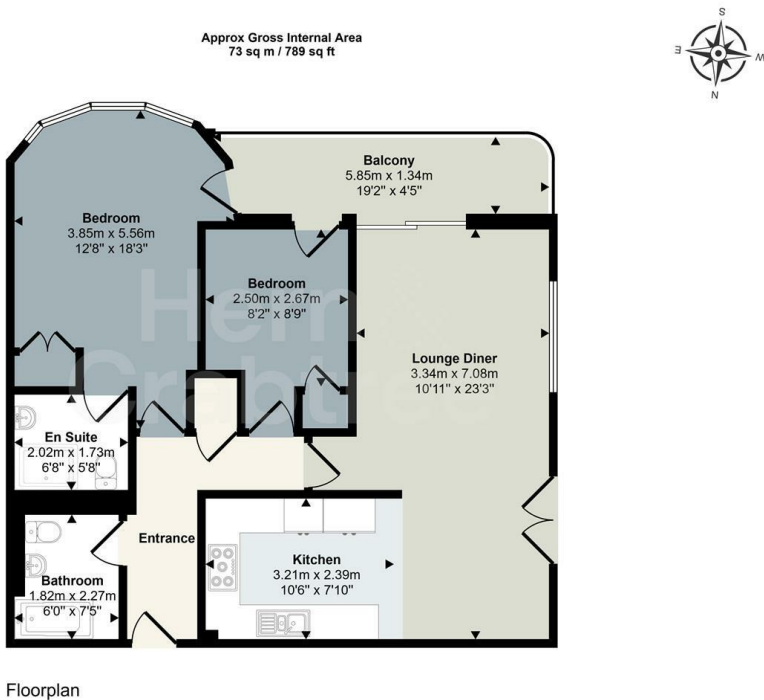 Approx Gross Internal Area
73 sq m / 789 sq ft
S
E
W
N
Balcony
5.85m x 1.34m
19'2" x 4'5"
Bedroom
3.85m x 5.56m
12'8" x 18'3"
Bedroom
2.50m x 2.67m
8'2" x 8'9"
Lounge Diner
3.34m x 7.08m
10'11" x 23'3"
Hern
Crabtree
En Suite
2.02m x 1.73m
6'8" x 5'8"
Entrance
Kitchen
3.21m x 2.39m
10'6" x 7'10"
Bathroom
1.82m x 2.27m
6'0" x 7'5"
Floorplan